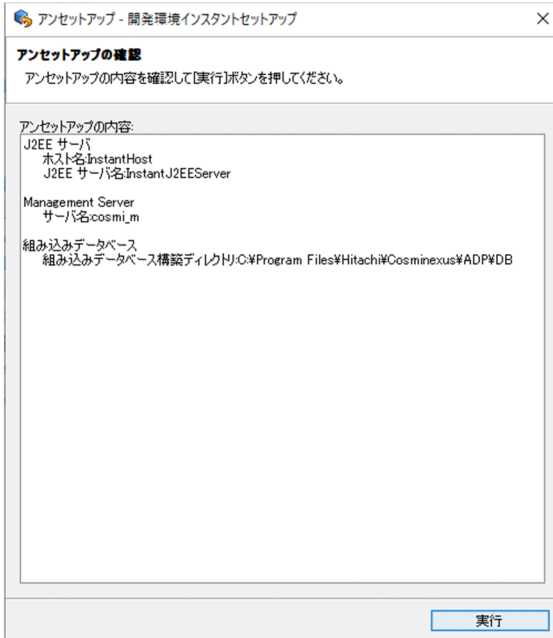 アンセットアップ - 開発環境インスタントセットアップ
アンセットアップの確認
アンセットアップの内容を確認して[実行]ボタンを押してください。
アンセットアップの内容:
J2EE サーバ
ホスト名:InstantHost
J2EE サーバ名:InstantJ2EEServer
Management Server
サーバ名:cosmi_m
組み込みデータベース
組み込みデータベース構築ディレクトリ:C:¥Program Files¥Hitachi¥Cosminexus¥ADP¥DB
実行